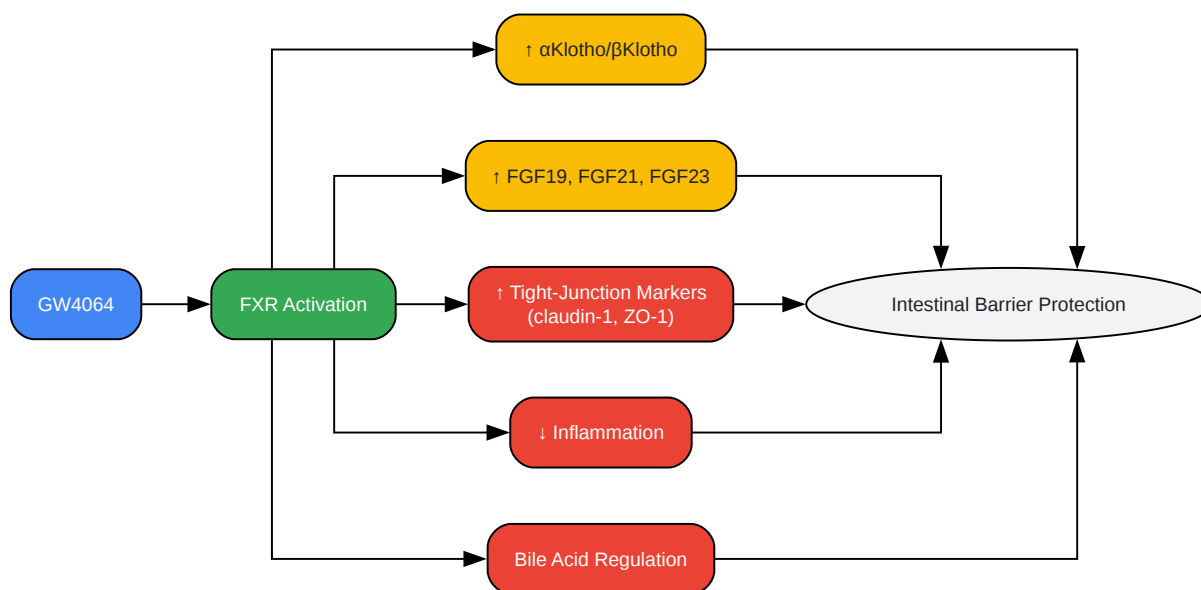 ↑ αKlotho/βKlotho
↑ FGF19, FGF21, FGF23
GW4064
FXR Activation
↑ Tight-Junction Markers
(claudin-1, ZO-1)
Intestinal Barrier Protection
↓ Inflammation
Bile Acid Regulation